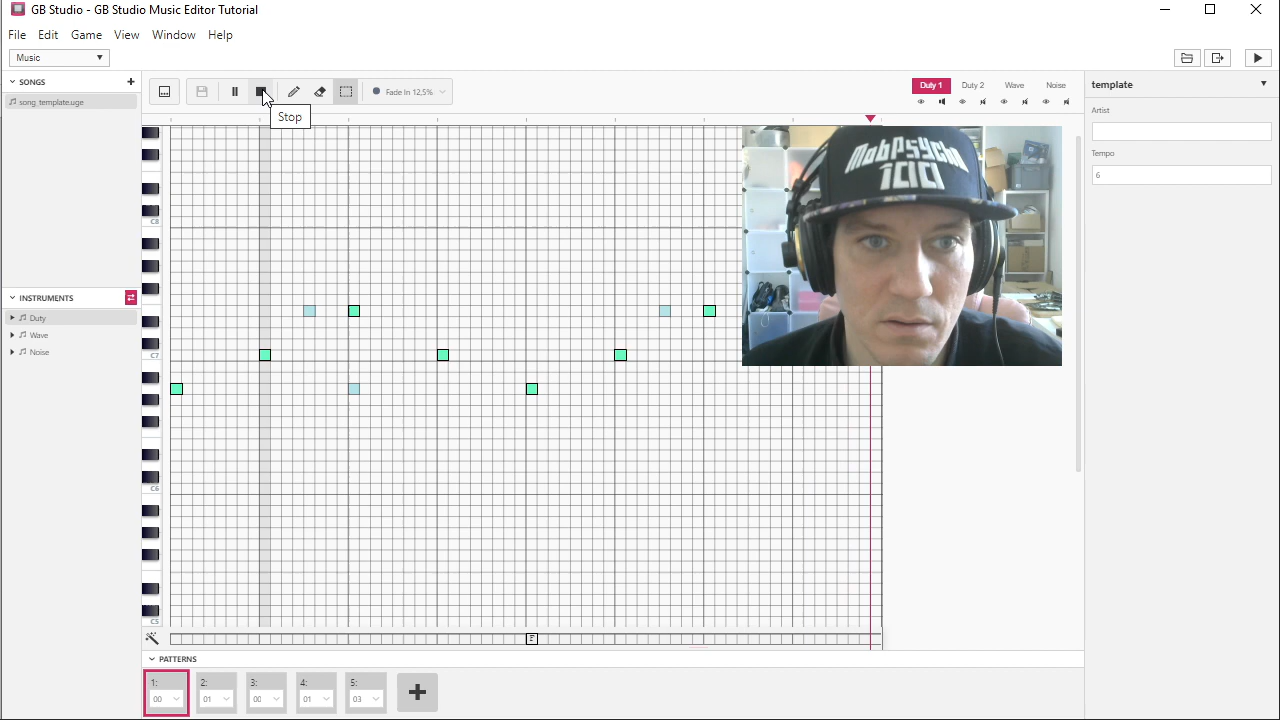 GB Studio - GB Studio Music Editor Tutorial
File Edit Game View Window Help
Music
SONGS
song_template.uge
INSTRUMENTS
Duty
Wave
Noise
Fade In 12,5%
Stop
Duty 1 Duty 2 Wave Noise
template
Artist
Tempo
6
MobPsycho
100
C8
C7
C6
C5
F
PATTERNS
1: 2: 3: 4: 5:
00 01 00 01 03